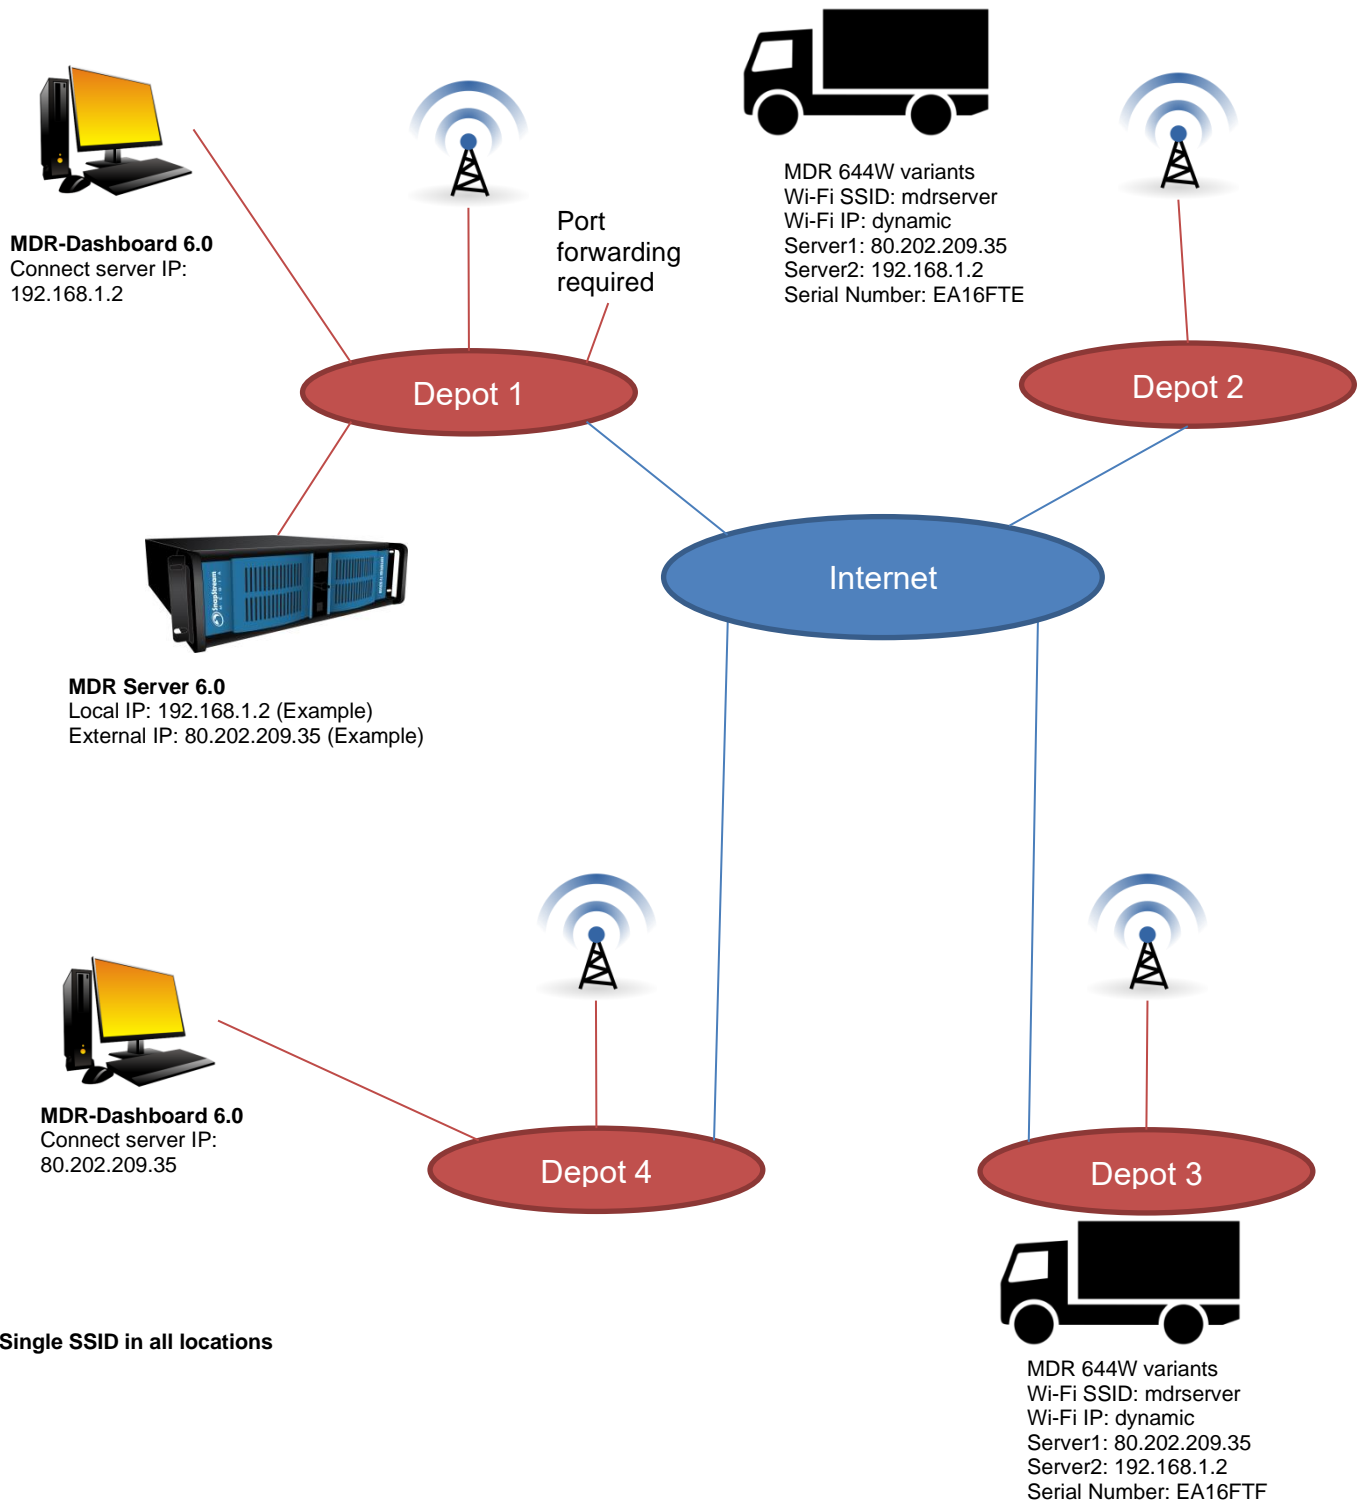 MDR 644W variants
Wi-Fi SSID: mdrserver
Wi-Fi IP: dynamic
Server1: 80.202.209.35
Server2: 192.168.1.2
Serial Number: EA16FTE
Port
forwarding
required
MDR-Dashboard 6.0
Connect server IP:
192.168.1.2
Depot 1
Depot 2
Internet
SnapStream
MDR Server 6.0
Local IP: 192.168.1.2 (Example)
External IP: 80.202.209.35 (Example)
MDR-Dashboard 6.0
Connect server IP:
80.202.209.35
Depot 4
Depot 3
Single SSID in all locations
MDR 644W variants
Wi-Fi SSID: mdrserver
Wi-Fi IP: dynamic
Server1: 80.202.209.35
Server2: 192.168.1.2
Serial Number: EA16FTF